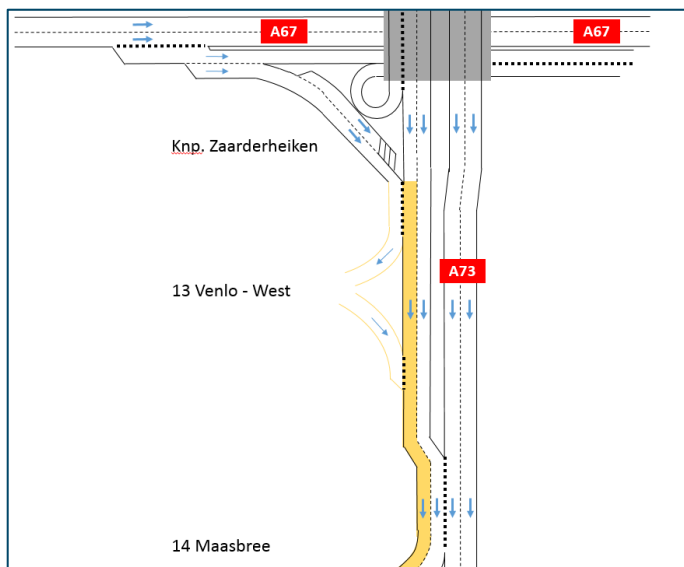 A67
A67
Knp. Zaarderheiken
A73
13 Venlo - West
14 Maasbree